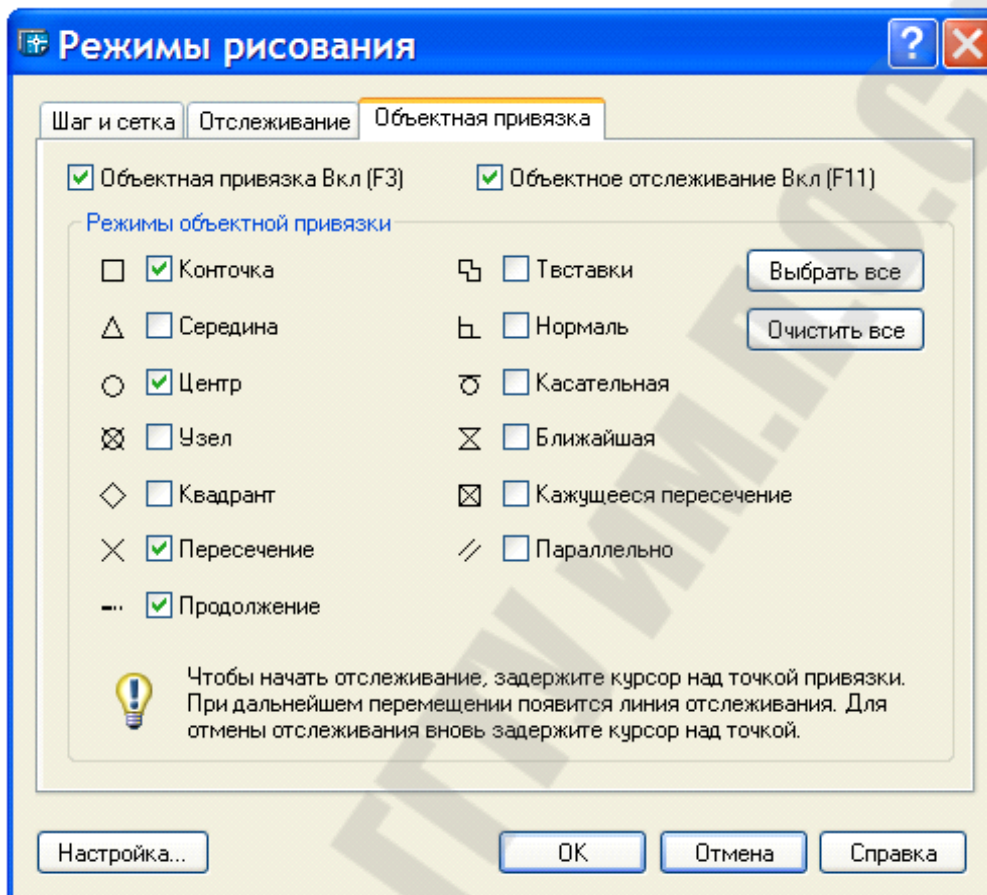 Режимы рисования
Шаг и сетка Отслеживание Объектная привязка
Объектная привязка Вкл (F3) Объектное отслеживание Вкл (F11)
Режимы объектной привязки
Конточка Твставки Выбрать все
Середина Нормаль Очистить все
Центр Касательная
Узел Ближайшая
Квадрант Кажущееся пересечение
Пересечение Параллельно
Продолжение
Чтобы начать отслеживание, задержите курсор над точкой привязки.
При дальнейшем перемещении появится линия отслеживания. Для
отмены отслеживания вновь задержите курсор над точкой.
Настройка... OK Отмена Справка
ГГТУ им. П.О.